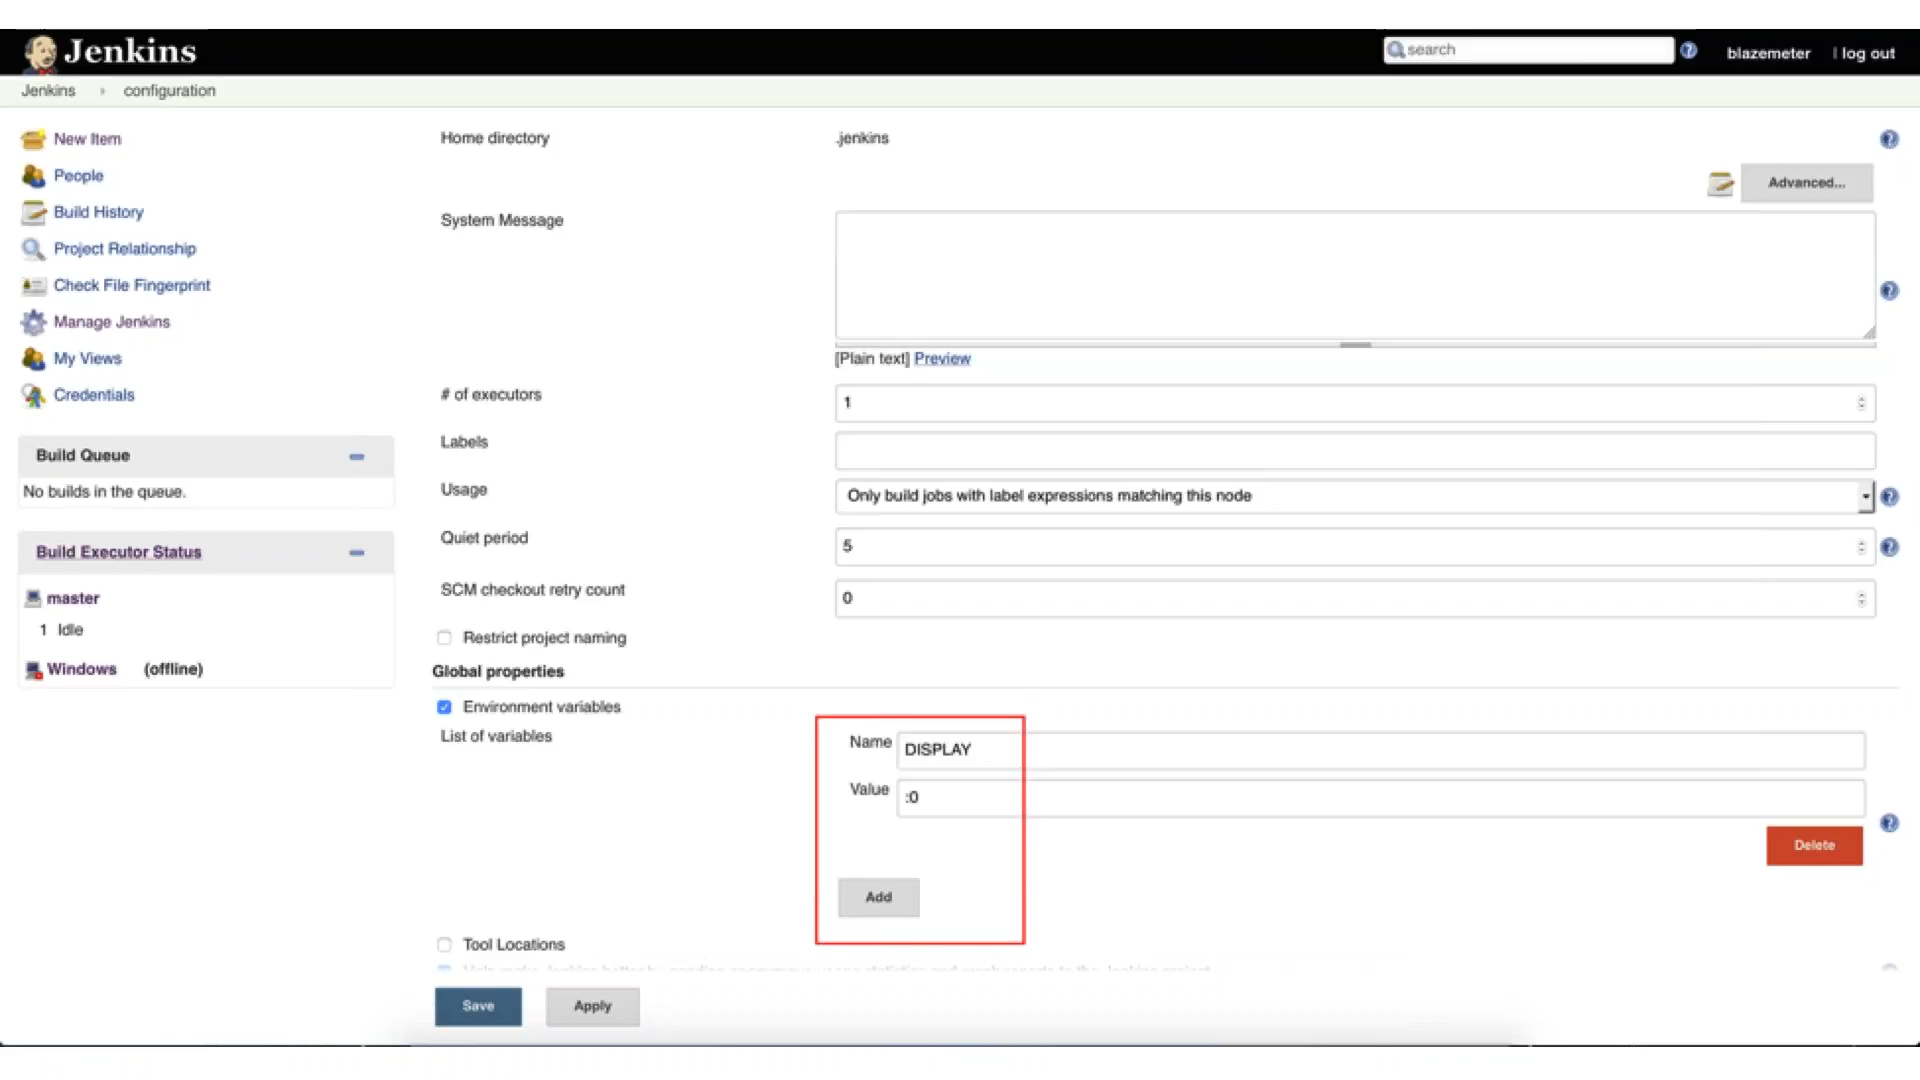 Jenkins
search
blazemeter
| log out
Jenkins
configuration
New Item
People
Build History
Project Relationship
Check File Fingerprint
Manage Jenkins
My Views
Credentials
Build Queue
No builds in the queue.
Build Executor Status
master
1 Idle
Windows (offline)
Home directory
.jenkins
Advanced...
System Message
[Plain text] Preview
# of executors
1
Labels
Usage
Only build jobs with label expressions matching this node
Quiet period
5
SCM checkout retry count
0
Restrict project naming
Global properties
Environment variables
List of variables
Name
DISPLAY
Value
:0
Delete
Add
Tool Locations
Save
Apply